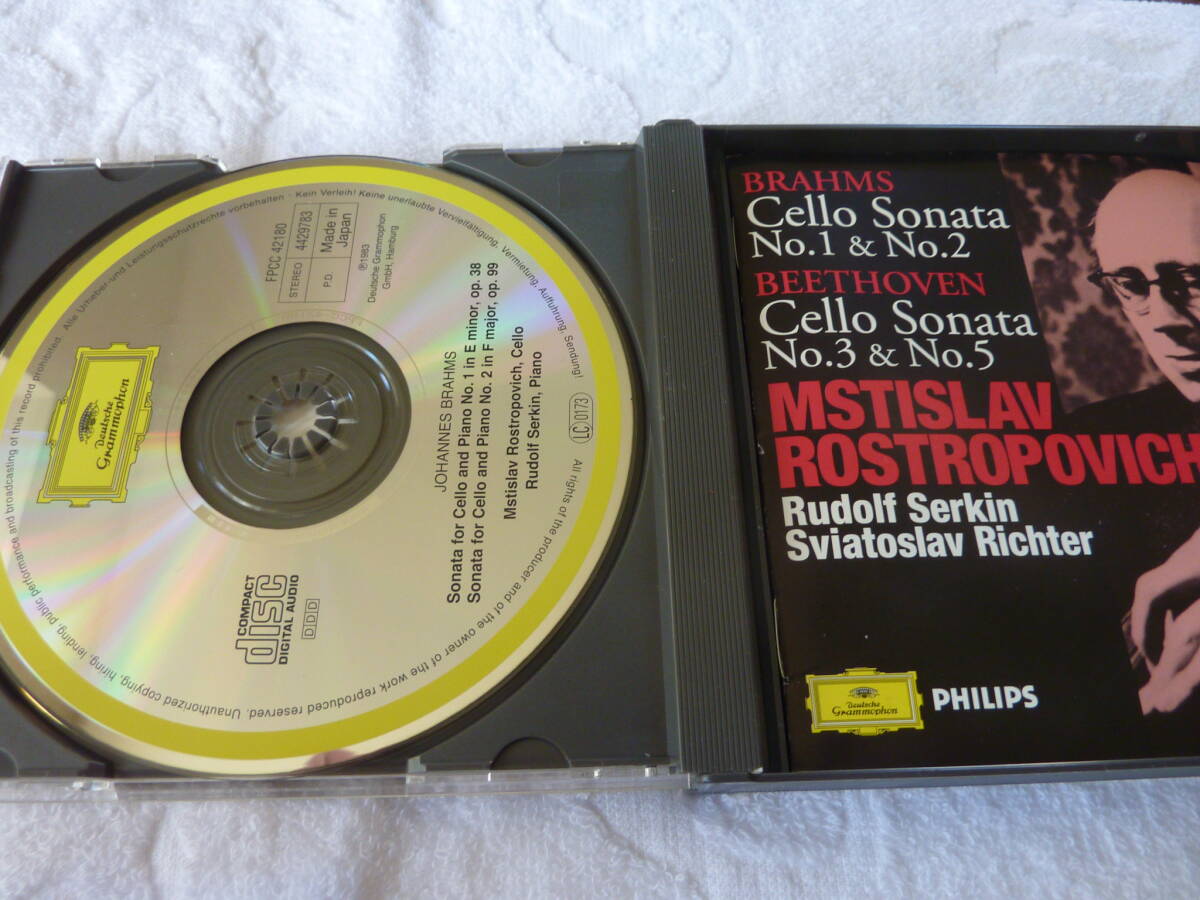 Alle Urheber-und Leistungsschutzrechte vorbehalten · Kein Verleih! Keine unerlaubte Vervielfältigung, Vermietung, Aufführung, Sendung!
All rights of the producer and of the owner of the work reproduced reserved. Unauthorized copying, hiring, lending, public performance and broadcasting of this record prohibited.
Deutsche
Grammophon
FPCC 42180
STEREO 4429783
P.D. Made in
Japan
℗1983
Deutsche Grammophon
GmbH, Hamburg
JOHANNES BRAHMS
Sonata for Cello and Piano No. 1 in E minor, op. 38
Sonata for Cello and Piano No. 2 in F major, op. 99
Mstislav Rostropovich, Cello
Rudolf Serkin, Piano
LC 0173
COMPACT
disc
DIGITAL AUDIO
DDD
BRAHMS
Cello Sonata
No.1 & No.2
BEETHOVEN
Cello Sonata
No.3 & No.5
MSTISLAV
ROSTROPOVICH
Rudolf Serkin
Sviatoslav Richter
Deutsche
Grammophon
PHILIPS